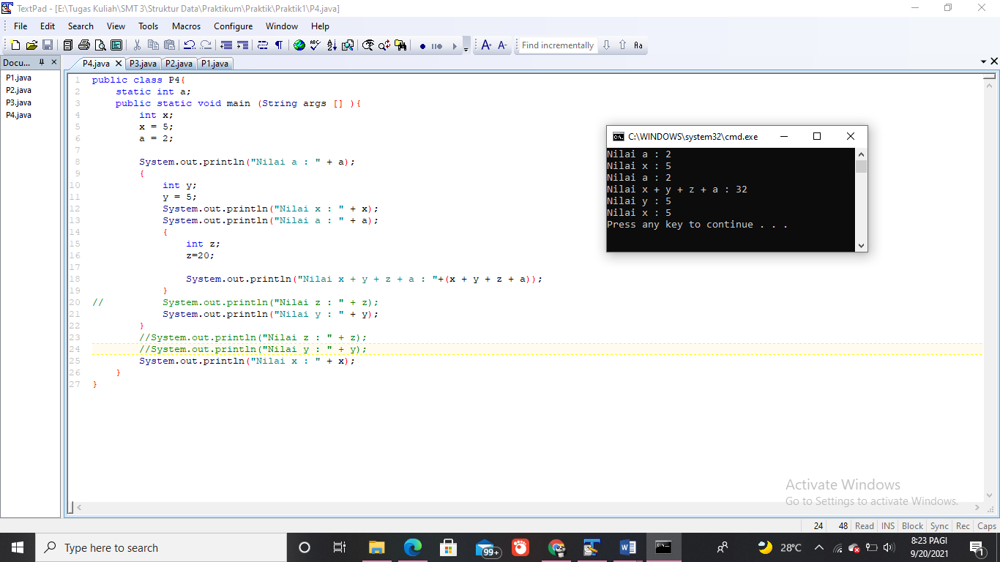 TextPad - [E:\Tugas Kuliah\SMT 3\Struktur Data\Praktikum\Praktik\Praktik1\P4.java]
File Edit Search View Tools Macros Configure Window Help
Find incrementally Aa
Docu... P4.java P3.java P2.java P1.java
P1.java
P2.java
P3.java
P4.java
1 public class P4{
2 static int a;
3 public static void main (String args [] ){
4 int x;
5 x = 5;
6 a = 2;
7
8 System.out.println("Nilai a : " + a);
9 {
10 int y;
11 y = 5;
12 System.out.println("Nilai x : " + x);
13 System.out.println("Nilai a : " + a);
14 {
15 int z;
16 z=20;
17
18 System.out.println("Nilai x + y + z + a : "+(x + y + z + a));
19 }
20 // System.out.println("Nilai z : " + z);
21 System.out.println("Nilai y : " + y);
22 }
23 //System.out.println("Nilai z : " + z);
24 //System.out.println("Nilai y : " + y);
25 System.out.println("Nilai x : " + x);
26 }
27 }
C:\WINDOWS\system32\cmd.exe
Nilai a : 2
Nilai x : 5
Nilai a : 2
Nilai x + y + z + a : 32
Nilai y : 5
Nilai x : 5
Press any key to continue . . .
Activate Windows
Go to Settings to activate Windows.
24 48 Read INS Block Sync Rec Caps
Type here to search
99+
28°C
8:23 PAGI
9/20/2021
1